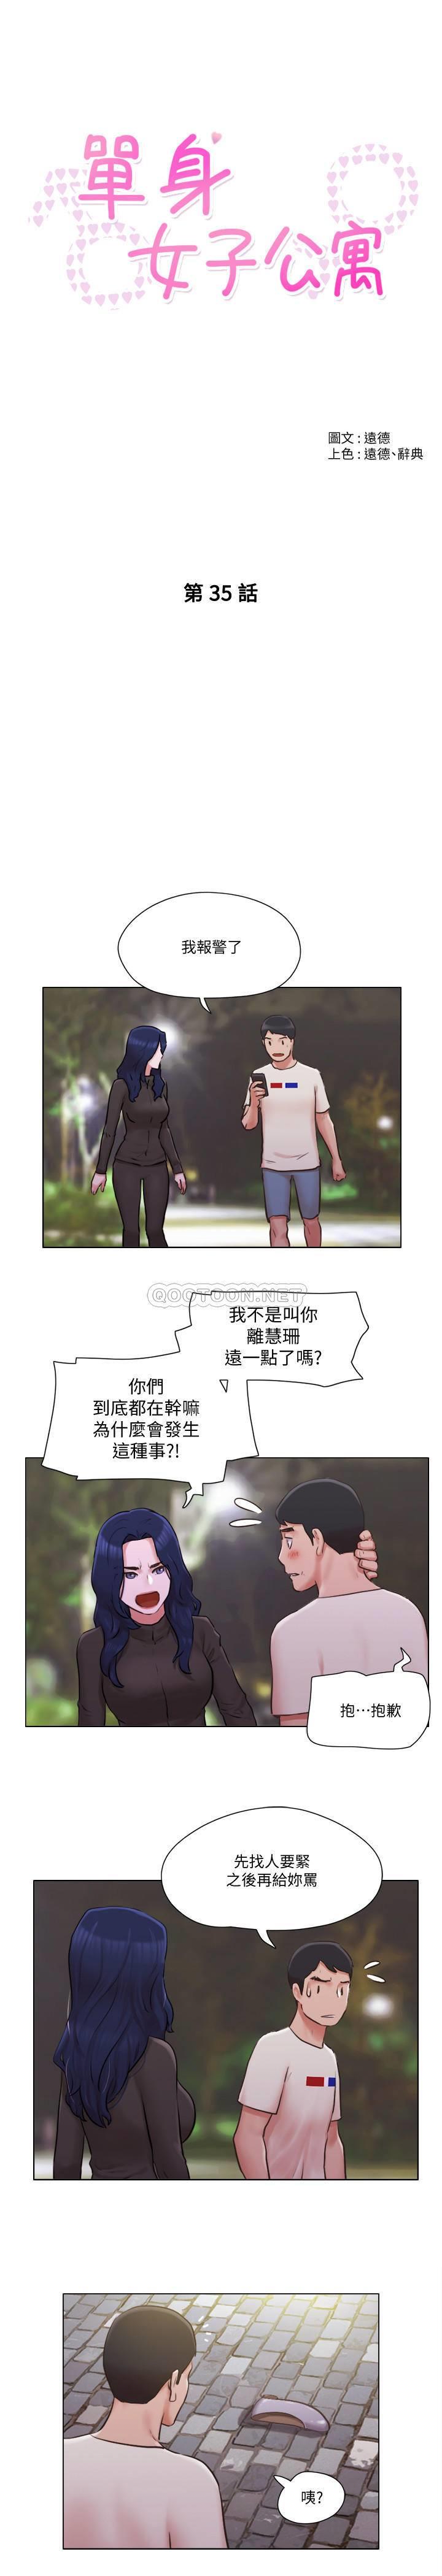 單身
女子公寓
圖文 : 遠德
上色 : 遠德、辭典
第 35 話
我報警了
QOOTOON.NET
我不是叫你
離慧珊
遠一點了嗎?
你們
到底都在幹嘛
為什麼會發生
這種事?!
抱⋯抱歉
先找人要緊
之後再給妳罵
咦?